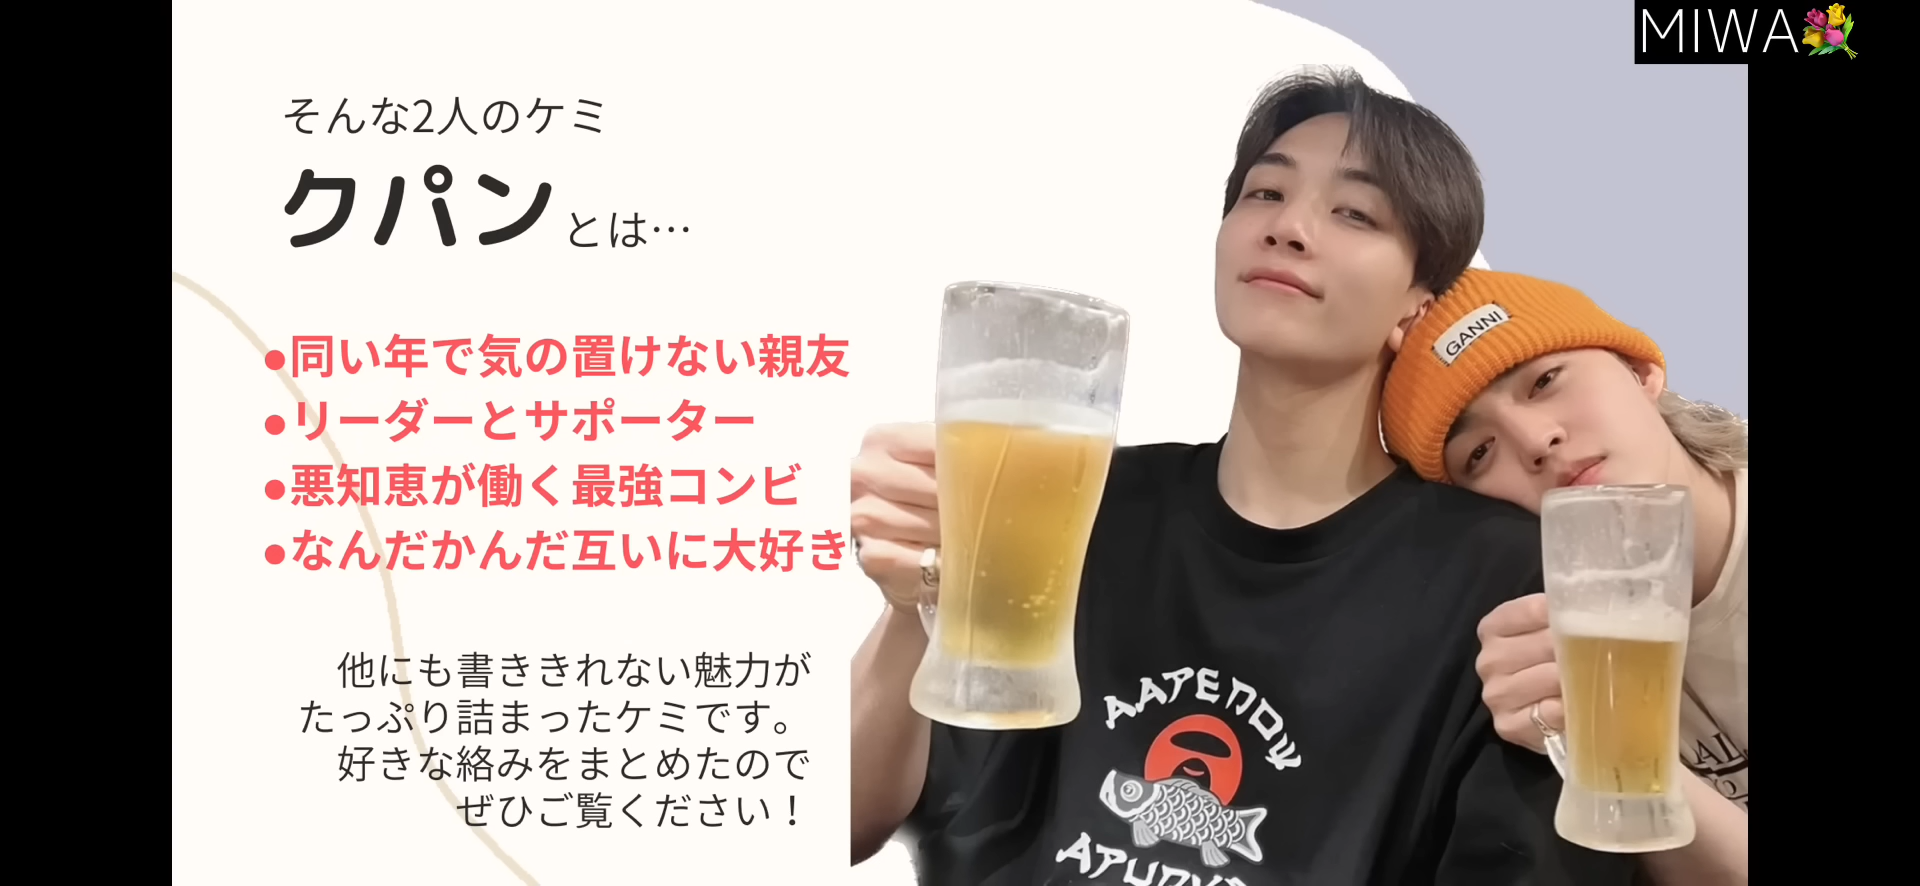 MIWA💐
そんな2人のケミ
クパンとは…
●同い年で気の置けない親友
●リーダーとサポーター
●悪知恵が働く最強コンビ
●なんだかんだ互いに大好き
他にも書ききれない魅力が
たっぷり詰まったケミです。
好きな絡みをまとめたので
ぜひご覧ください！
GANNI
AAPE NOW